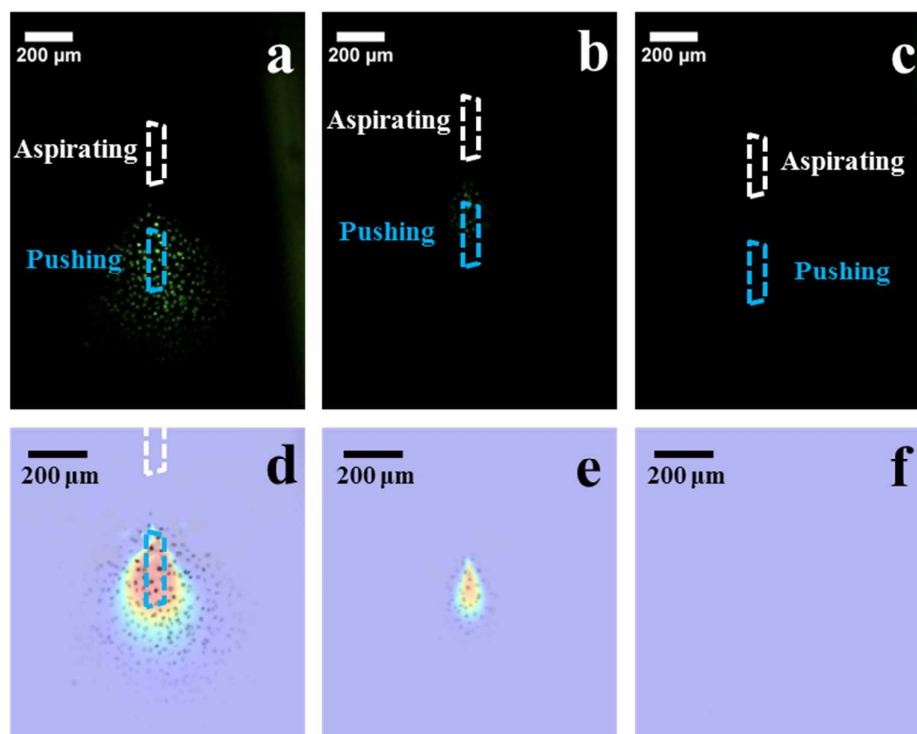 200 μm
a
Aspirating
Pushing
200 μm
b
Aspirating
Pushing
200 μm
c
Aspirating
Pushing
200 μm
d
200 μm
e
200 μm
f